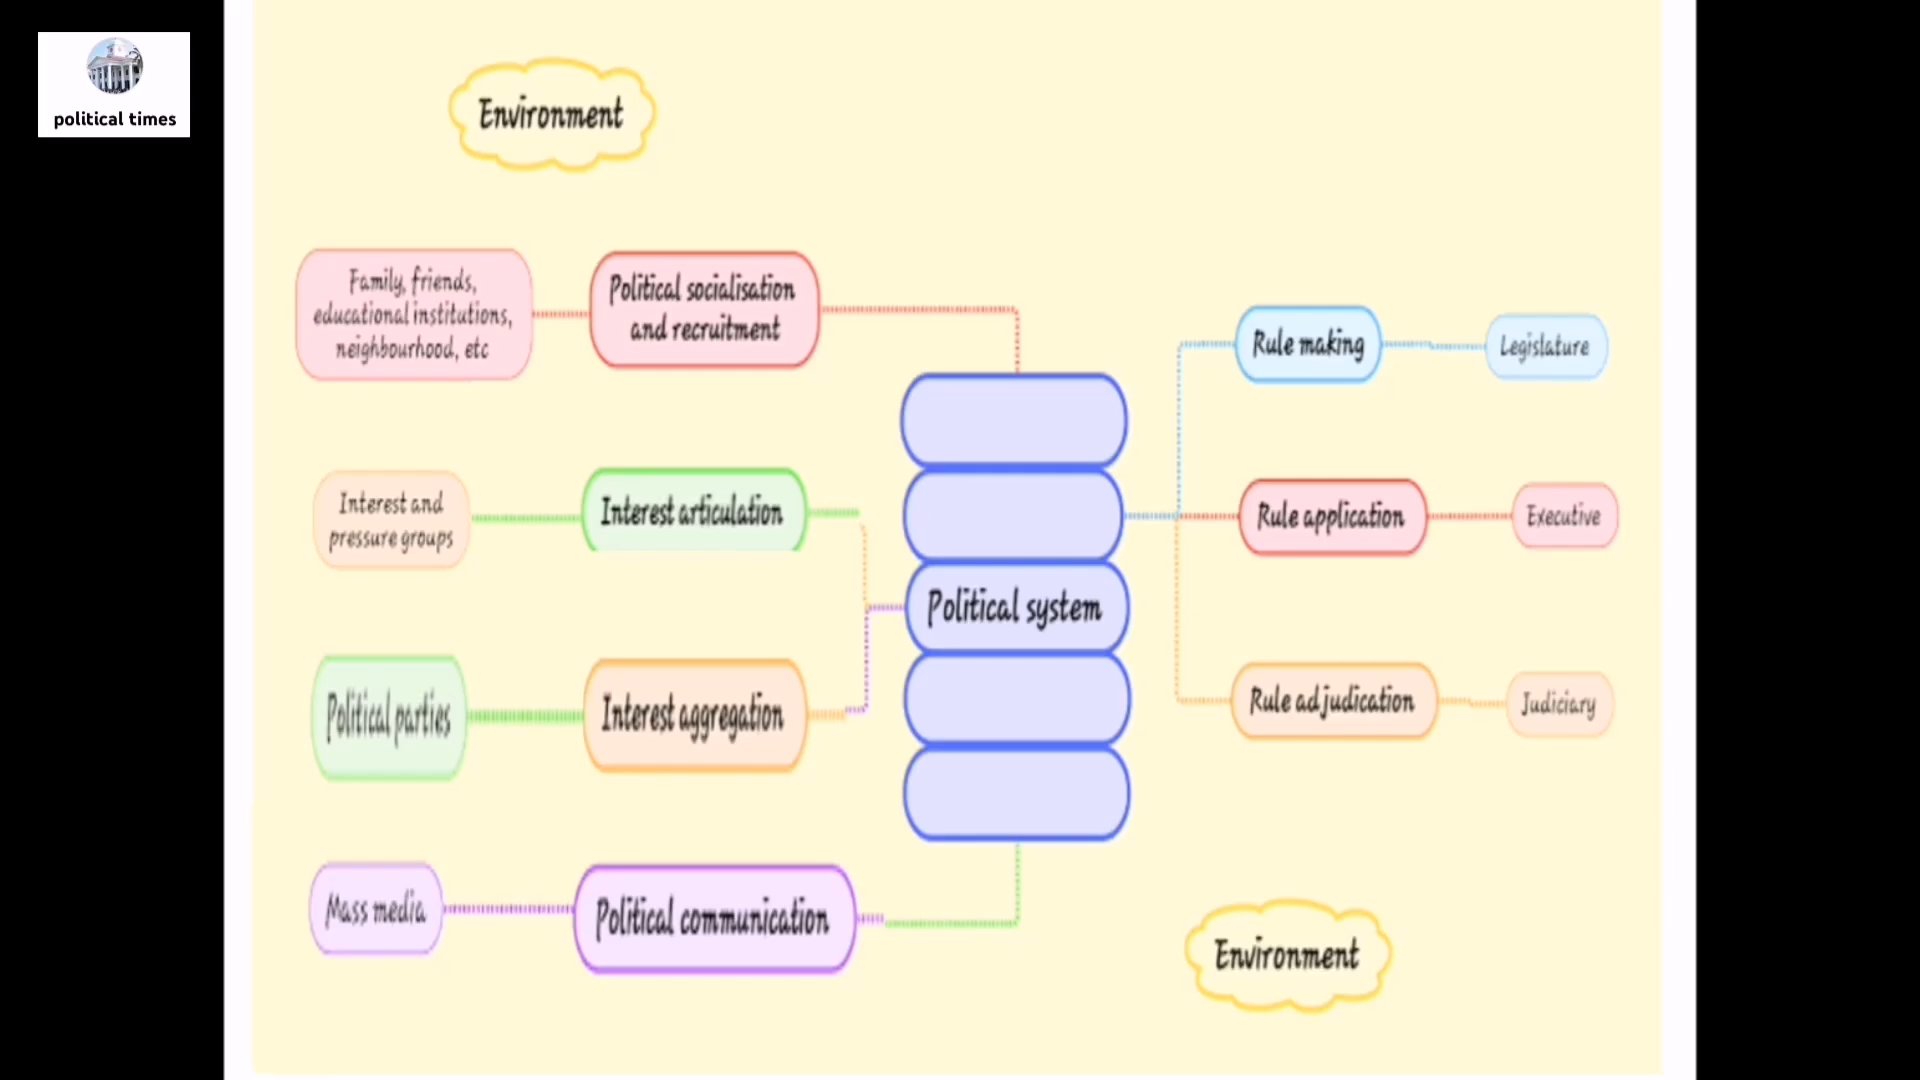 political times
Environment
Family, friends,
educational institutions,
neighbourhood, etc
Political socialisation
and recruitment
Interest and
pressure groups
Interest articulation
Political parties
Interest aggregation
Mass media
Political communication
Political system
Rule making
Legislature
Rule application
Executive
Rule adjudication
Judiciary
Environment